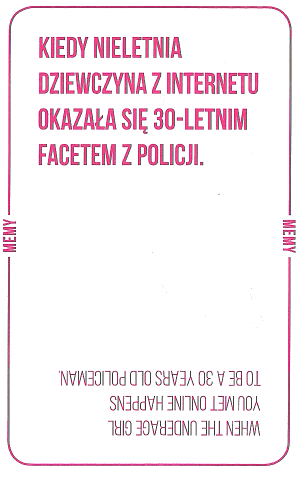 KIEDY NIELETNIA
DZIEWCZYNA Z INTERNETU
OKAZAŁA SIĘ 30-LETNIM
FACETEM Z POLICJI.
MEMY
MEMY
WHEN THE UNDERAGE GIRL
YOU MET ONLINE HAPPENS
TO BE A 30 YEARS OLD POLICEMAN.